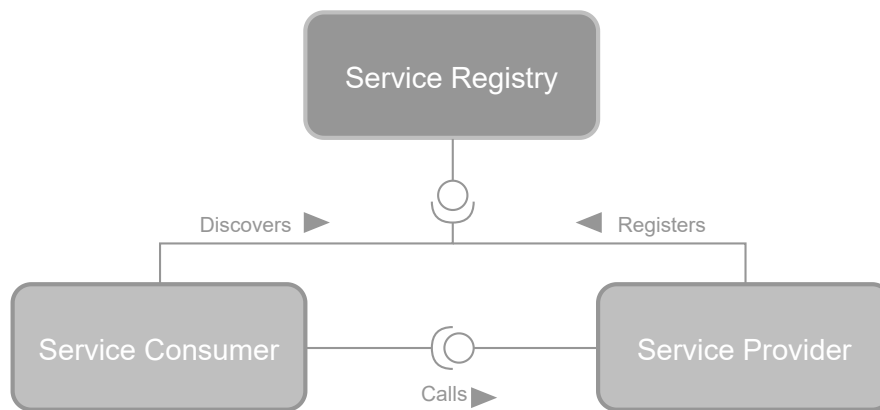 Service Registry
Discovers
Registers
Service Consumer
Service Provider
Calls